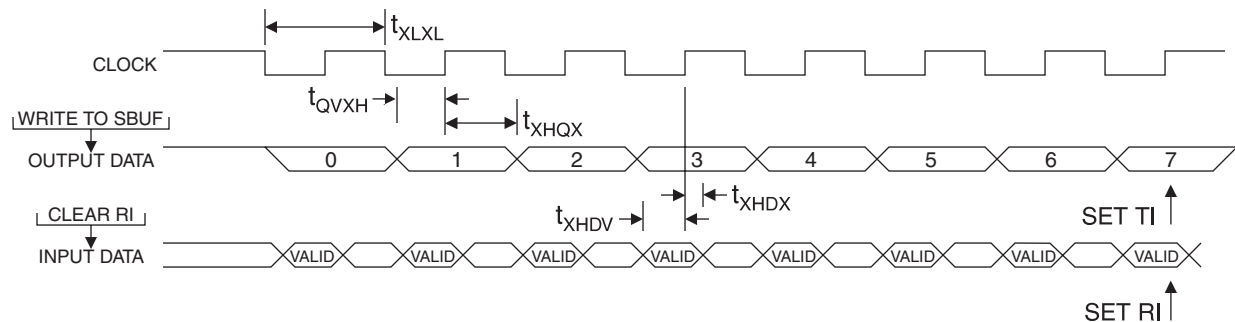 tXLXL
CLOCK
tQVXH
tXHQX
WRITE TO SBUF
OUTPUT DATA
0 1 2 3 4 5 6 7
tXHDX
SET TI
tXHDV
CLEAR RI
INPUT DATA
VALID VALID VALID VALID VALID VALID VALID VALID
SET RI